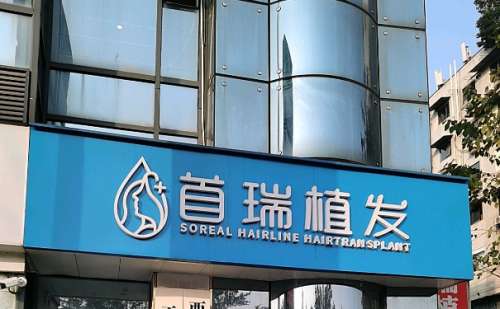 首瑞植发
SOREAL HAIRLINE HAIRTRANSPLANT